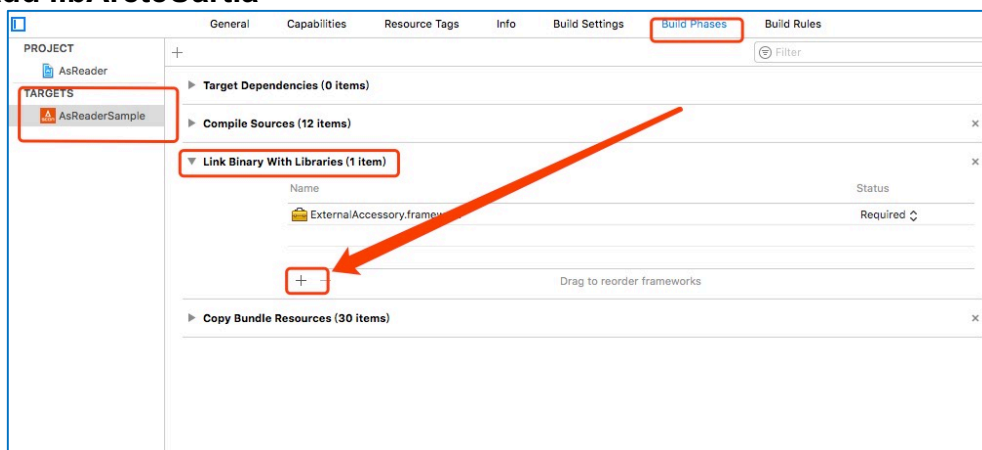 General Capabilities Resource Tags Info Build Settings Build Phases Build Rules
PROJECT
AsReader
TARGETS
AsReaderSample
+ Filter
Target Dependencies (0 items)
Compile Sources (12 items) ×
Link Binary With Libraries (1 item) ×
Name Status
ExternalAccessory.framew Required
+ − Drag to reorder frameworks
Copy Bundle Resources (30 items) ×